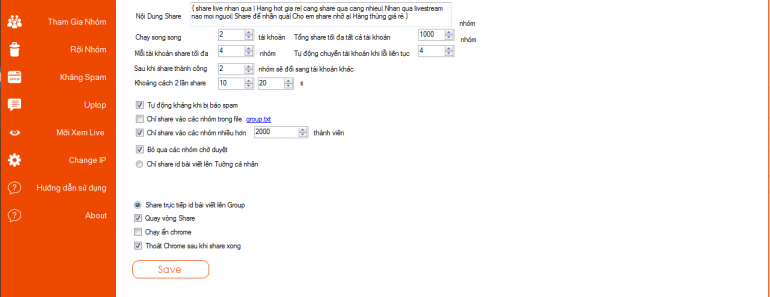 Tham Gia Nhóm
Rời Nhóm
Kháng Spam
Uptop
Mời Xem Live
Change IP
Hướng dẫn sử dụng
About
Nội Dung Share
{ share live nhan qua | Hang hot gia re| cang share qua cang nhieu| Nhan qua livestream
nao moi nguoi| Share để nhận quà| Cho em share nhờ ạ| Hàng thùng giá rẻ }
nhóm
Chạy song song 2 tài khoản Tổng share tối đa tất cả tài khoản 1000 nhóm
Mỗi tài khoản share tối đa 4 nhóm Tự động chuyển tài khoản khi lỗi liên tục 4
Sau khi share thành công 2 nhóm sẽ đổi sang tài khoản khác
Khoảng cách 2 lần share 10 20 s
Tự động kháng khi bị báo spam
Chỉ share vào các nhóm trong file group.txt
Chỉ share vào các nhóm nhiều hơn 2000 thành viên
Bỏ qua các nhóm chờ duyệt
Chỉ share id bài viết lên Tường cá nhân
Share trực tiếp id bài viết lên Group
Quay vòng Share
Chạy ẩn chrome
Thoát Chrome sau khi share xong
Save